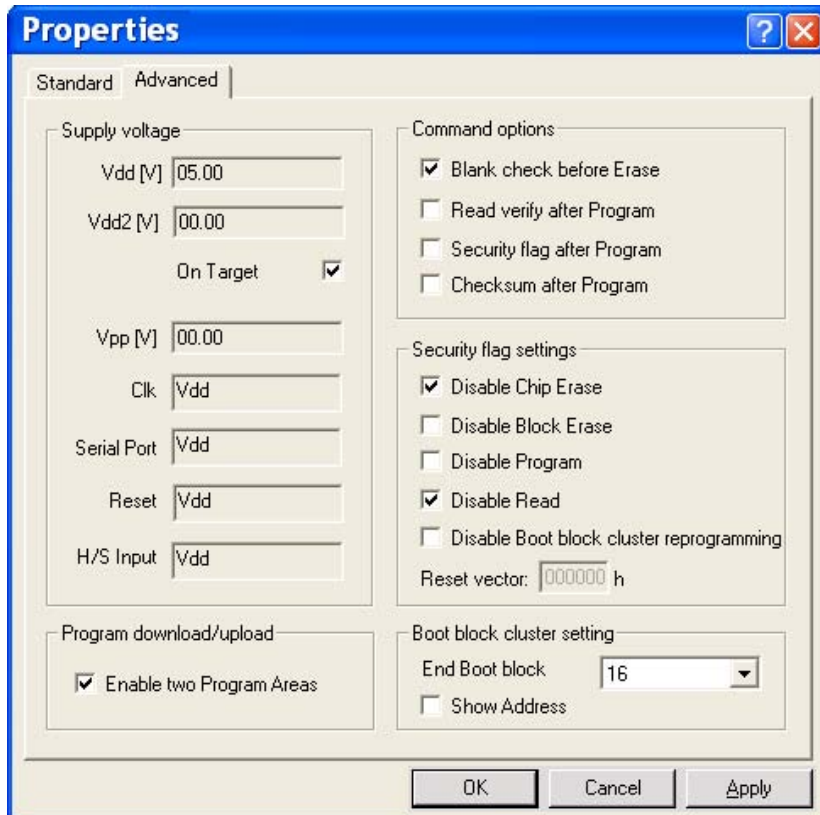 Properties
Standard
Advanced
Supply voltage
Vdd [V] 05.00
Vdd2 [V] 00.00
On Target
Vpp [V] 00.00
Clk Vdd
Serial Port Vdd
Reset Vdd
H/S Input Vdd
Program download/upload
Enable two Program Areas
Command options
Blank check before Erase
Read verify after Program
Security flag after Program
Checksum after Program
Security flag settings
Disable Chip Erase
Disable Block Erase
Disable Program
Disable Read
Disable Boot block cluster reprogramming
Reset vector: 000000 h
Boot block cluster setting
End Boot block 16
Show Address
OK
Cancel
Apply